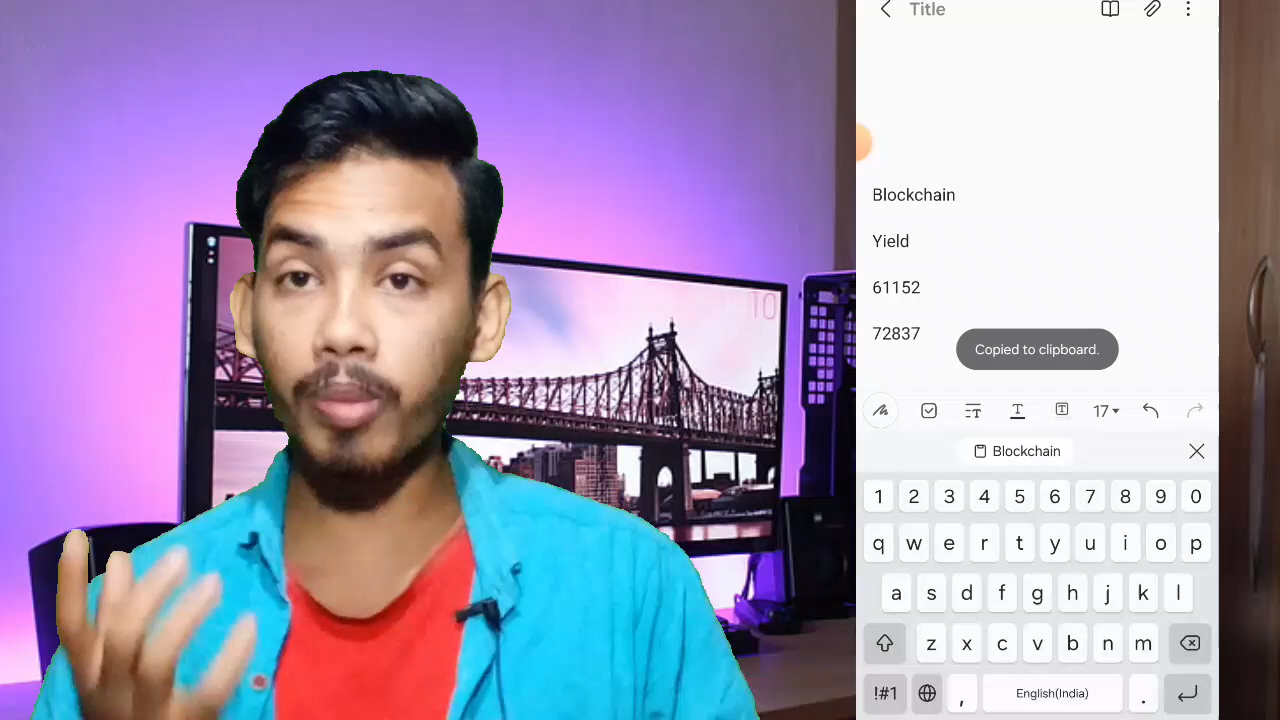 Title
10
Blockchain
Yield
61152
72837
Copied to clipboard.
17
Blockchain
1 2 3 4 5 6 7 8 9 0
q w e r t y u i o p
a s d f g h j k l
z x c v b n m
!#1 , English(India) .